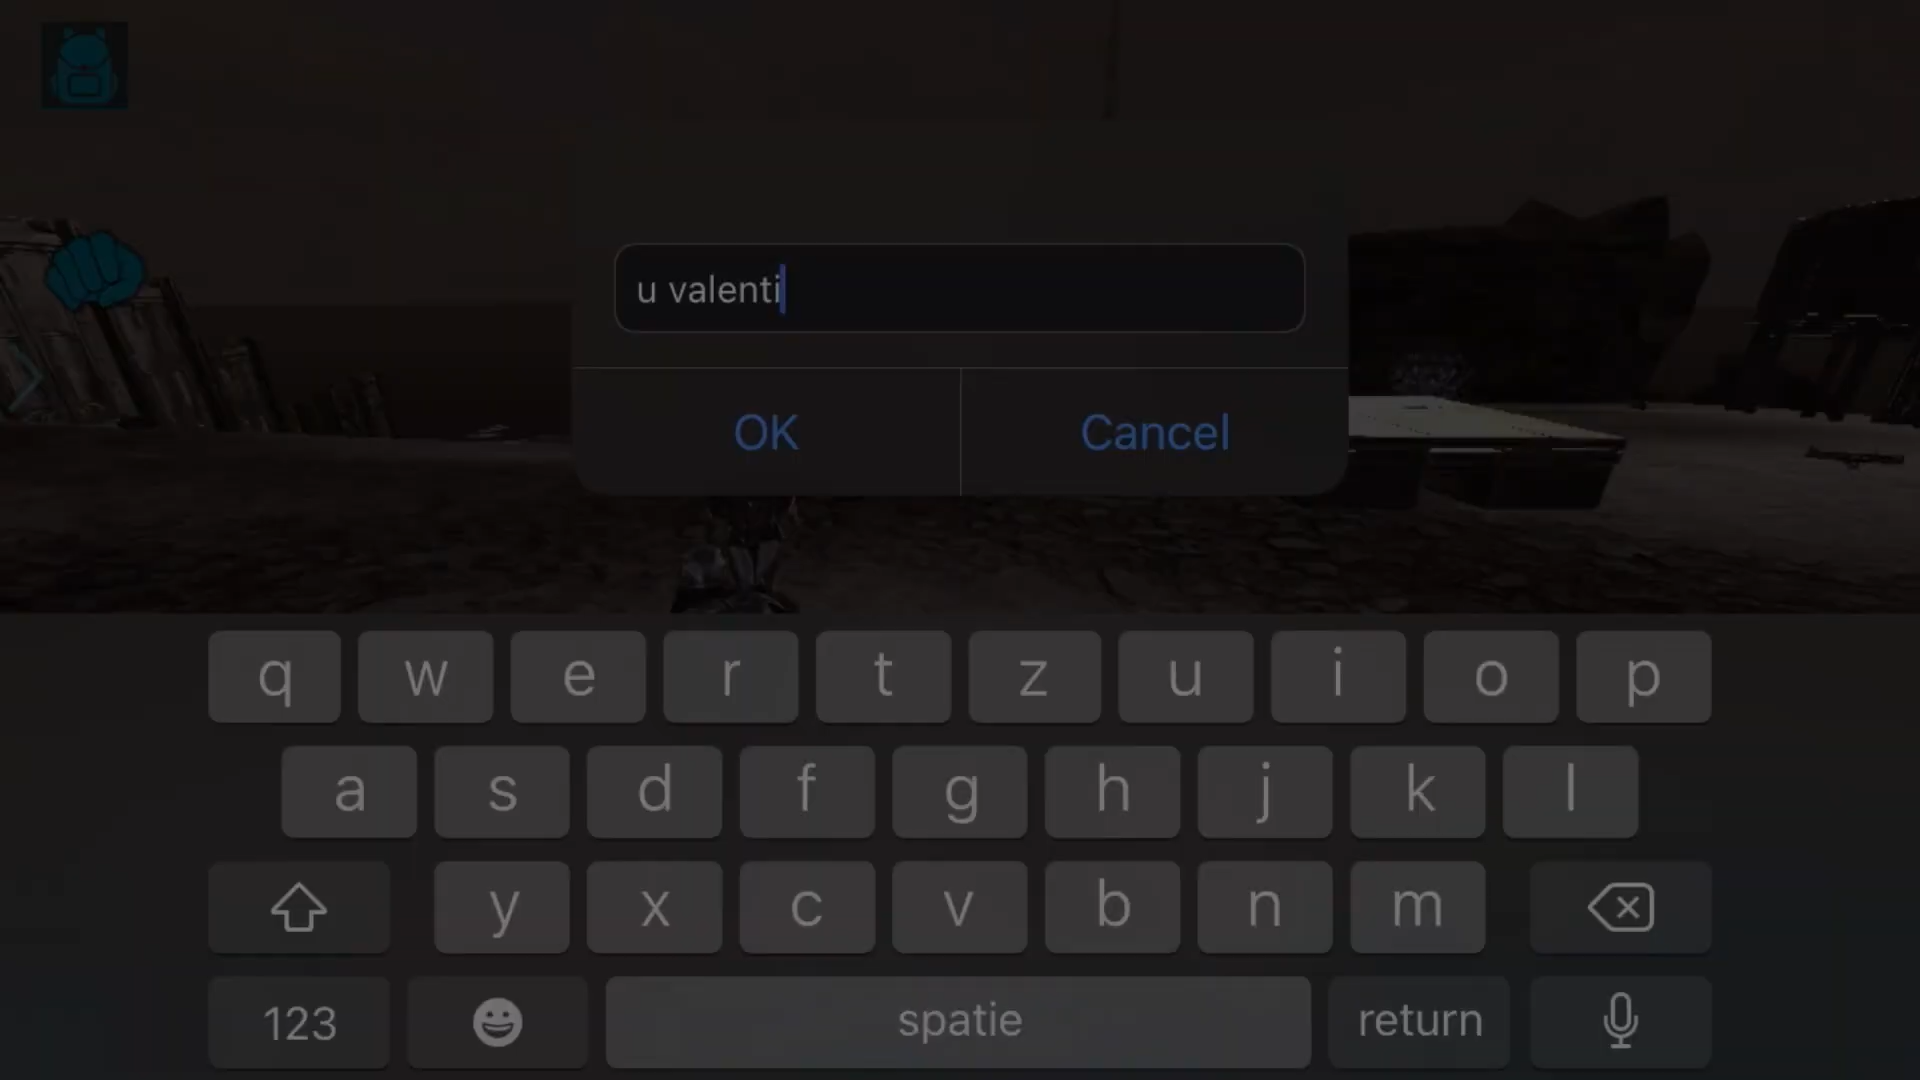 u valenti
OK Cancel
q w e r t z u i o p
a s d f g h j k l
y x c v b n m
123 spatie return